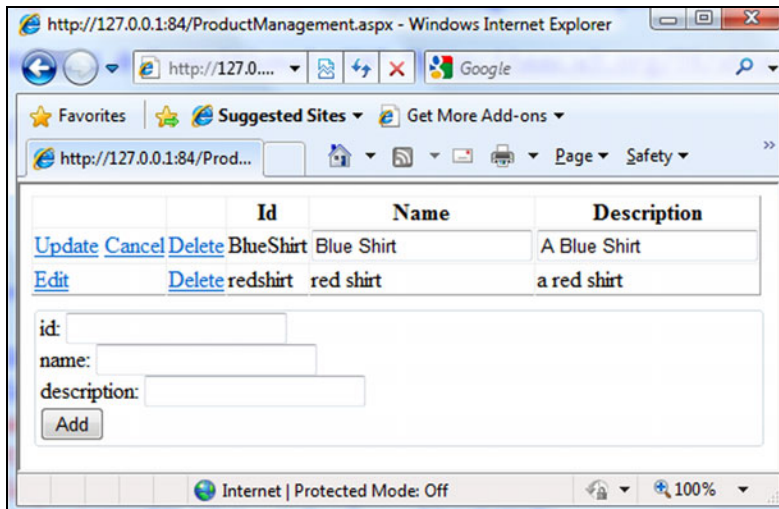 http://127.0.0.1:84/ProductManagement.aspx - Windows Internet Explorer
http://127.0.... Google
Favorites Suggested Sites Get More Add-ons
http://127.0.0.1:84/Prod... Page Safety »
Id Name Description
Update Cancel Delete BlueShirt Blue Shirt A Blue Shirt
Edit Delete redshirt red shirt a red shirt
id:
name:
description:
Add
Internet | Protected Mode: Off 100%